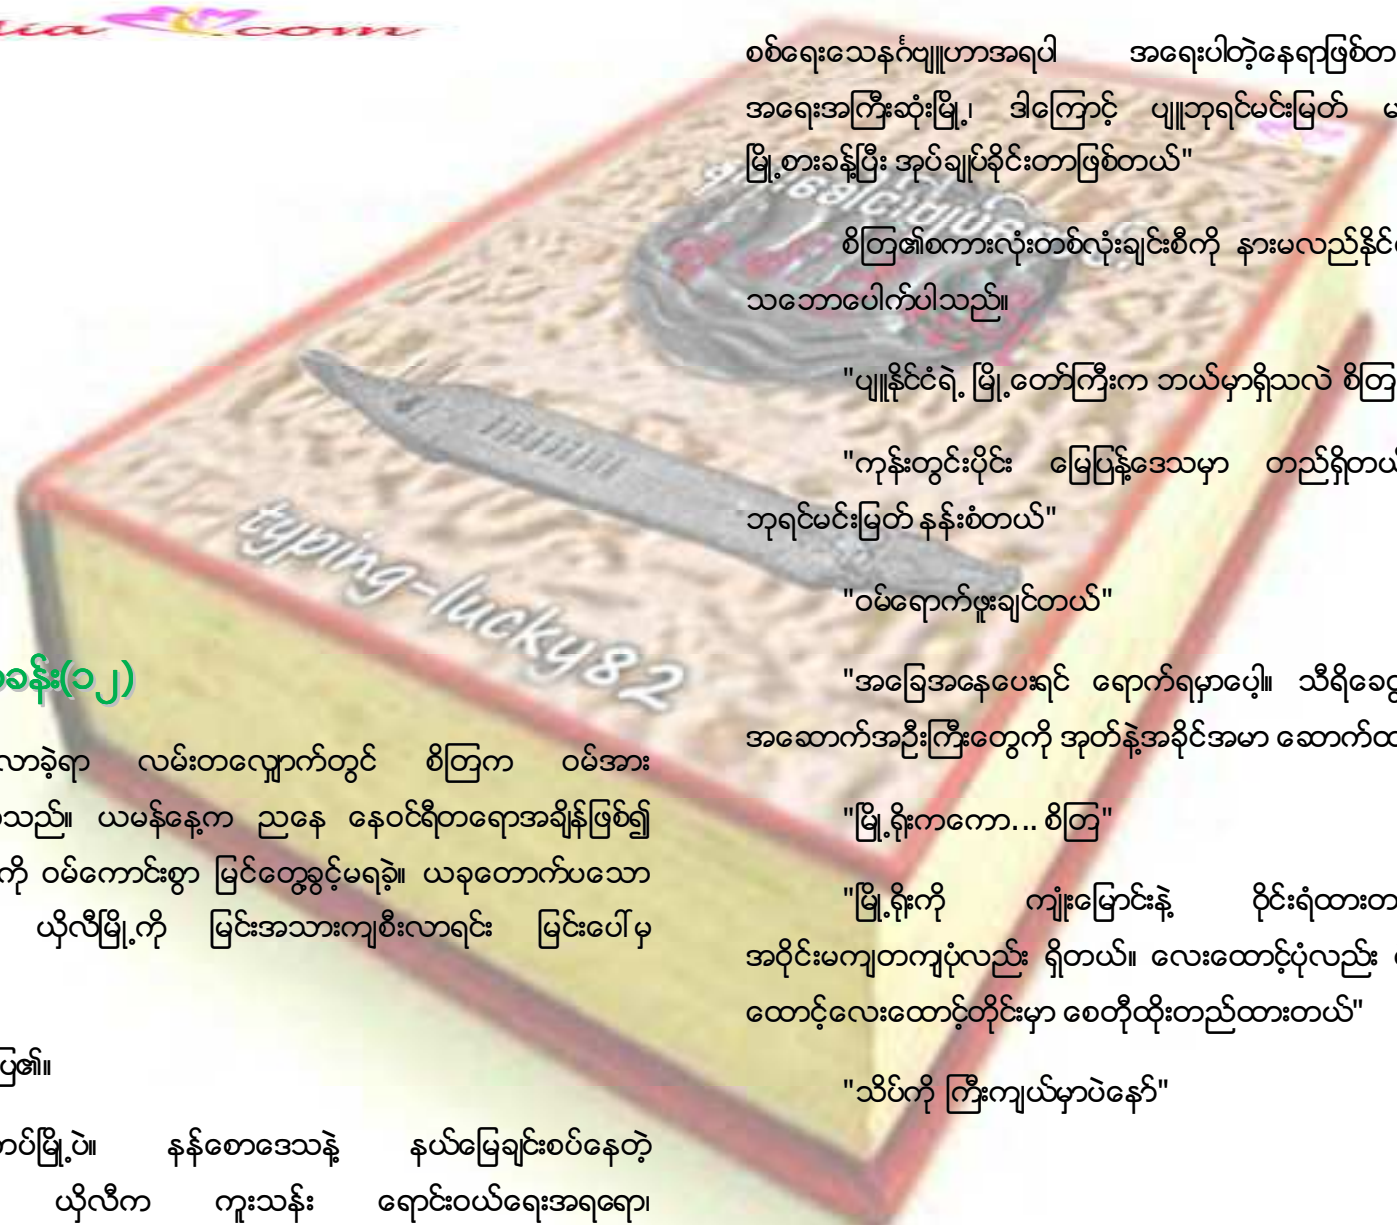 com
ခန်း(၁၂)
လာခဲ့ရာ လမ်းတလျှောက်တွင် စိတြက ဝမ်အား
သည်။ ယမန်နေ့က ညနေ နေဝင်ရီတရောအချိန်ဖြစ်၍
ကို ဝမ်ကောင်းစွာ မြင်တွေ့ခွင့်မရခဲ့။ ယခုတောက်ပသော
ယိုလီမြို့ကို မြင်းအသားကျစီးလာရင်း မြင်းပေါ်မှ
ပြ၏။
တပ်မြို့ပဲ။ နန်စောဒေသနဲ့ နယ်မြေချင်းစပ်နေတဲ့
ယိုလီက ကူးသန်း ရောင်းဝယ်ရေးအရရော၊
စစ်ရေးသေနင်္ဂဗျူဟာအရပါ အရေးပါတဲ့နေရာဖြစ်တ
အရေးအကြီးဆုံးမြို့၊ ဒါကြောင့် ပျူဘုရင်မင်းမြတ်
မြို့စားခန့်ပြီး အုပ်ချုပ်ခိုင်းတာဖြစ်တယ်"
စိတြ၏စကားလုံးတစ်လုံးချင်းစီကို နားမလည်နိုင်
သဘောပေါက်ပါသည်။
"ပျူနိုင်ငံရဲ့ မြို့တော်ကြီးက ဘယ်မှာရှိသလဲ စိတြ
"ကုန်းတွင်းပိုင်း မြေပြန့်ဒေသမှာ တည်ရှိတယ်
ဘုရင်မင်းမြတ် နန်းစံတယ်"
"ဝမ်ရောက်ဖူးချင်တယ်"
"အခြေအနေပေးရင် ရောက်ရမှာပေါ့။ သီရိခေတ္တ
အဆောက်အဦးကြီးတွေကို အုတ်နဲ့အခိုင်အမာ ဆောက်ထ
"မြို့ရိုးကကော... စိတြ"
"မြို့ရိုးကို ကျုံးမြောင်းနဲ့ ဝိုင်းရံထားတ
အဝိုင်းမကျတကျပုံလည်း ရှိတယ်။ လေးထောင့်ပုံလည်း
ထောင့်လေးထောင့်တိုင်းမှာ စေတီထိုးတည်ထားတယ်"
"သိပ်ကို ကြီးကျယ်မှာပဲနော်"
typing-lucky82